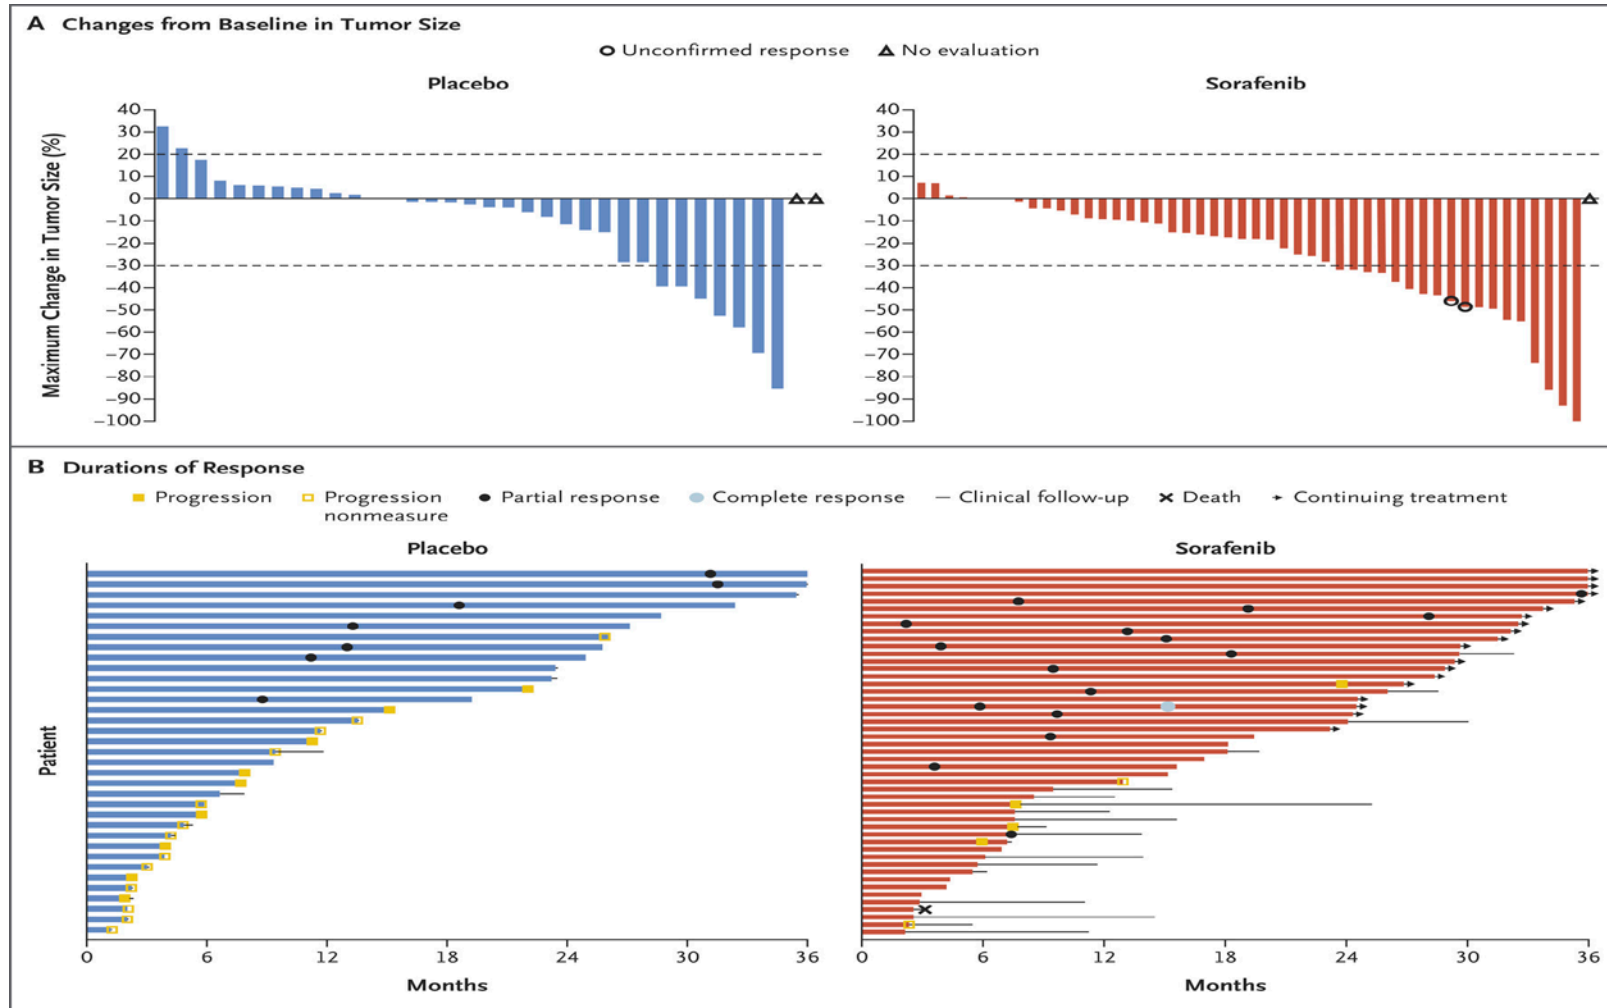 A Changes from Baseline in Tumor Size
Unconfirmed response No evaluation
Placebo
Sorafenib
Maximum Change in Tumor Size (%)
40
30
20
10
0
–10
–20
–30
–40
–50
–60
–70
–80
–90
–100
40
30
20
10
0
–10
–20
–30
–40
–50
–60
–70
–80
–90
–100
B Durations of Response
Progression Progression nonmeasure Partial response Complete response Clinical follow-up Death Continuing treatment
Placebo
Sorafenib
Patient
0 6 12 18 24 30 36
Months
0 6 12 18 24 30 36
Months